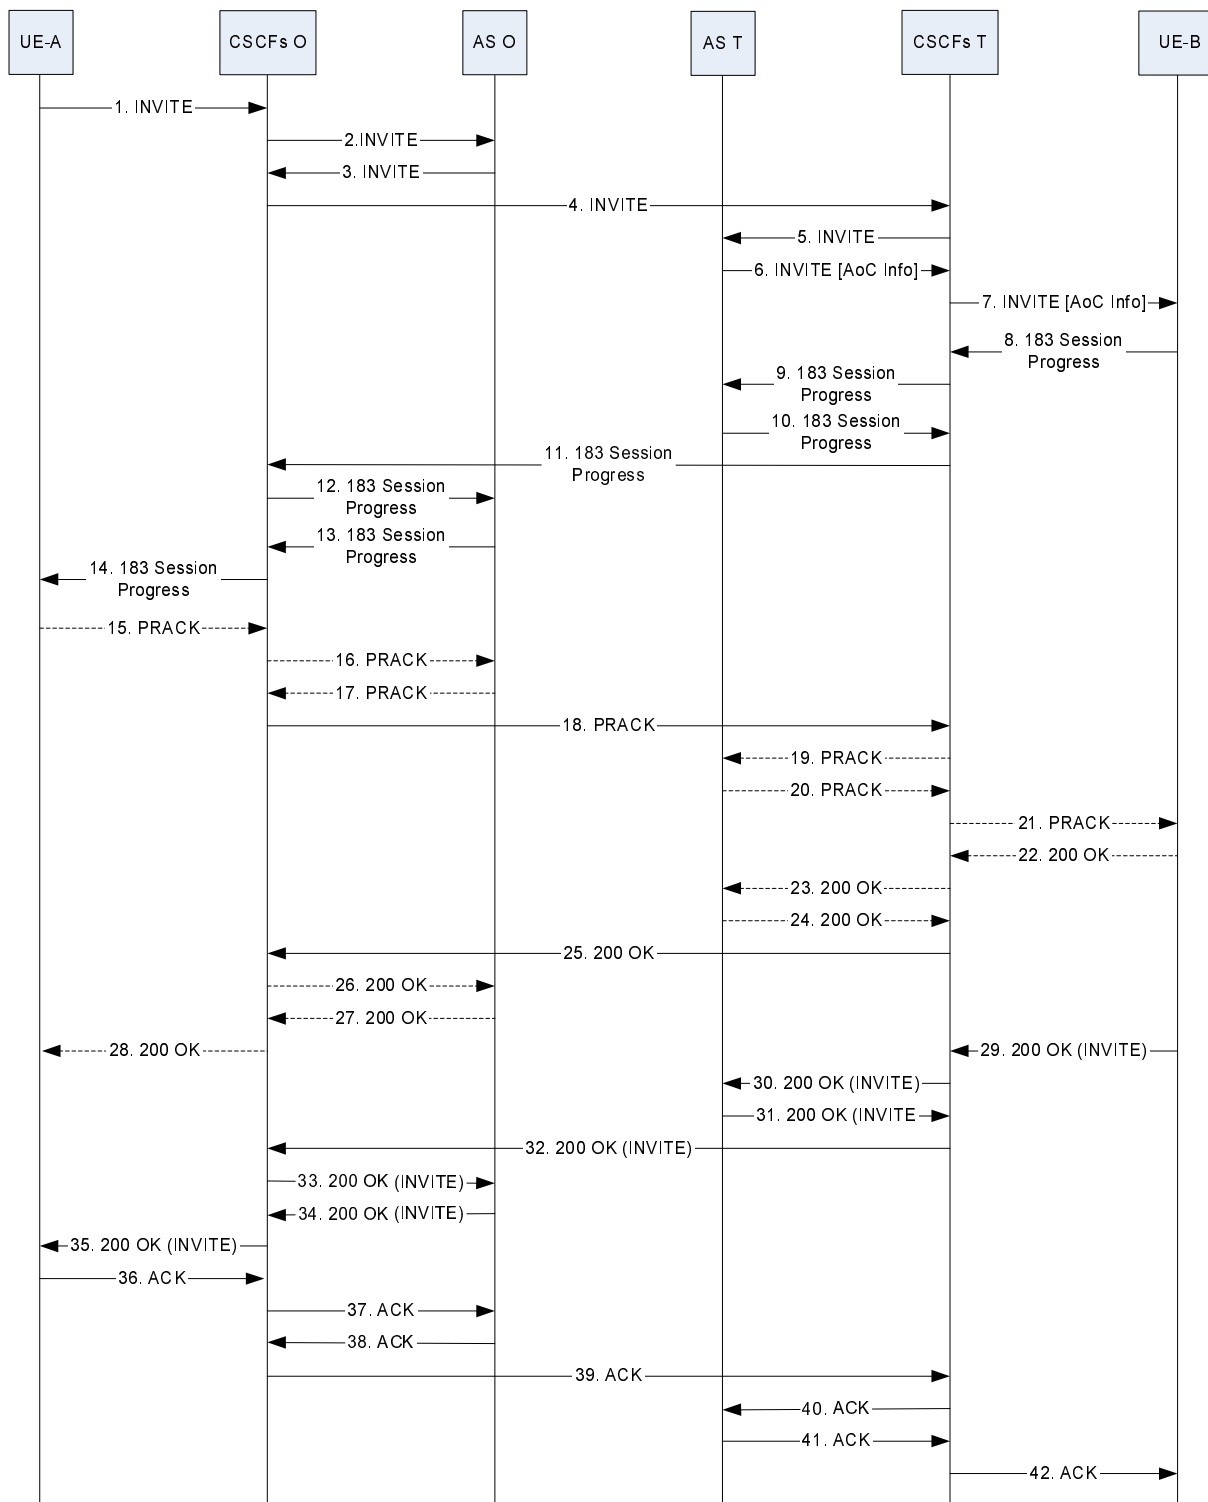 UE-A
CSCFs O
AS O
AS T
CSCFs T
UE-B
1. INVITE
2.INVITE
3. INVITE
4. INVITE
5. INVITE
6. INVITE [AoC Info]
7. INVITE [AoC Info]
8. 183 Session
Progress
9. 183 Session
Progress
10. 183 Session
Progress
11. 183 Session
Progress
12. 183 Session
Progress
13. 183 Session
Progress
14. 183 Session
Progress
15. PRACK
16. PRACK
17. PRACK
18. PRACK
19. PRACK
20. PRACK
21. PRACK
22. 200 OK
23. 200 OK
24. 200 OK
25. 200 OK
26. 200 OK
27. 200 OK
28. 200 OK
29. 200 OK (INVITE)
30. 200 OK (INVITE)
31. 200 OK (INVITE
32. 200 OK (INVITE)
33. 200 OK (INVITE)
34. 200 OK (INVITE)
35. 200 OK (INVITE)
36. ACK
37. ACK
38. ACK
39. ACK
40. ACK
41. ACK
42. ACK